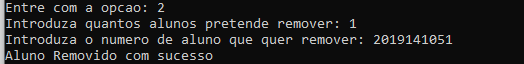 Entre com a opcao: 2
Introduza quantos alunos pretende remover: 1
Introduza o numero de aluno que quer remover: 2019141051
Aluno Removido com sucesso